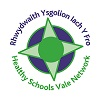 Rhwydwaith Ysgolion Iach Y Fro
Healthy Schools Vale Network